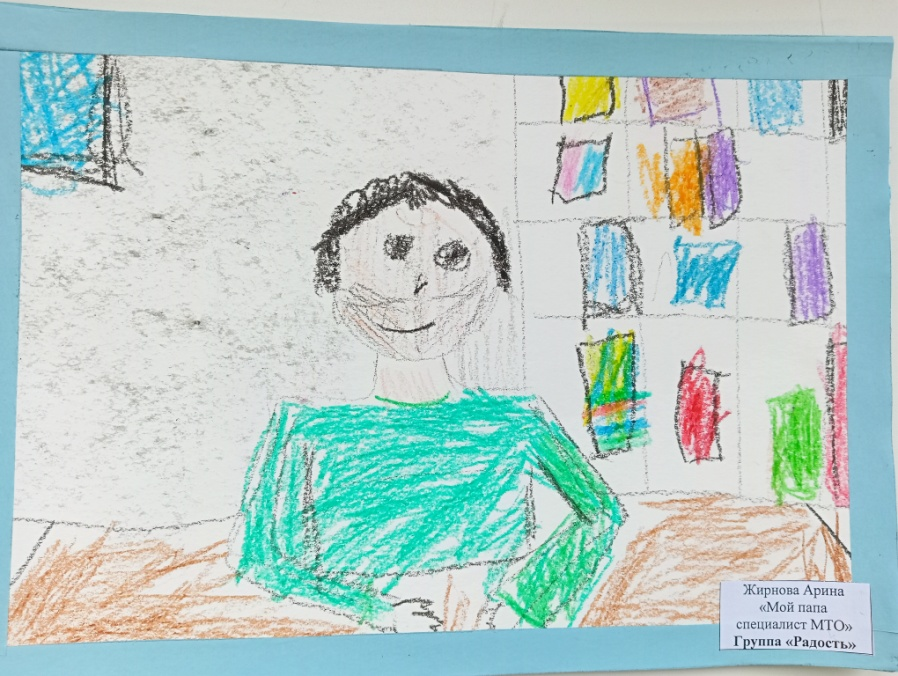 Жирнова Арина
«Мой папа
специалист МТО»
Группа «Радость»